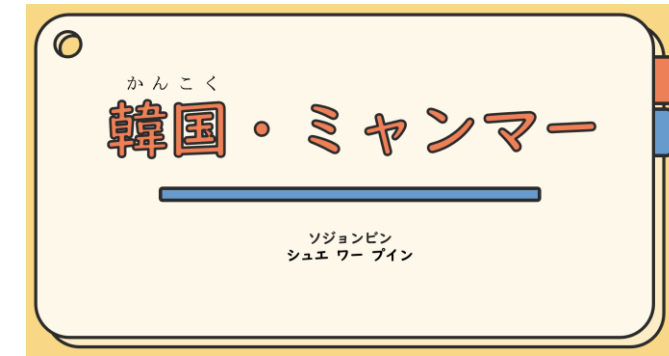 かんこく
韓国・ミャンマー
ソジョンビン
シュエ ワー プイン